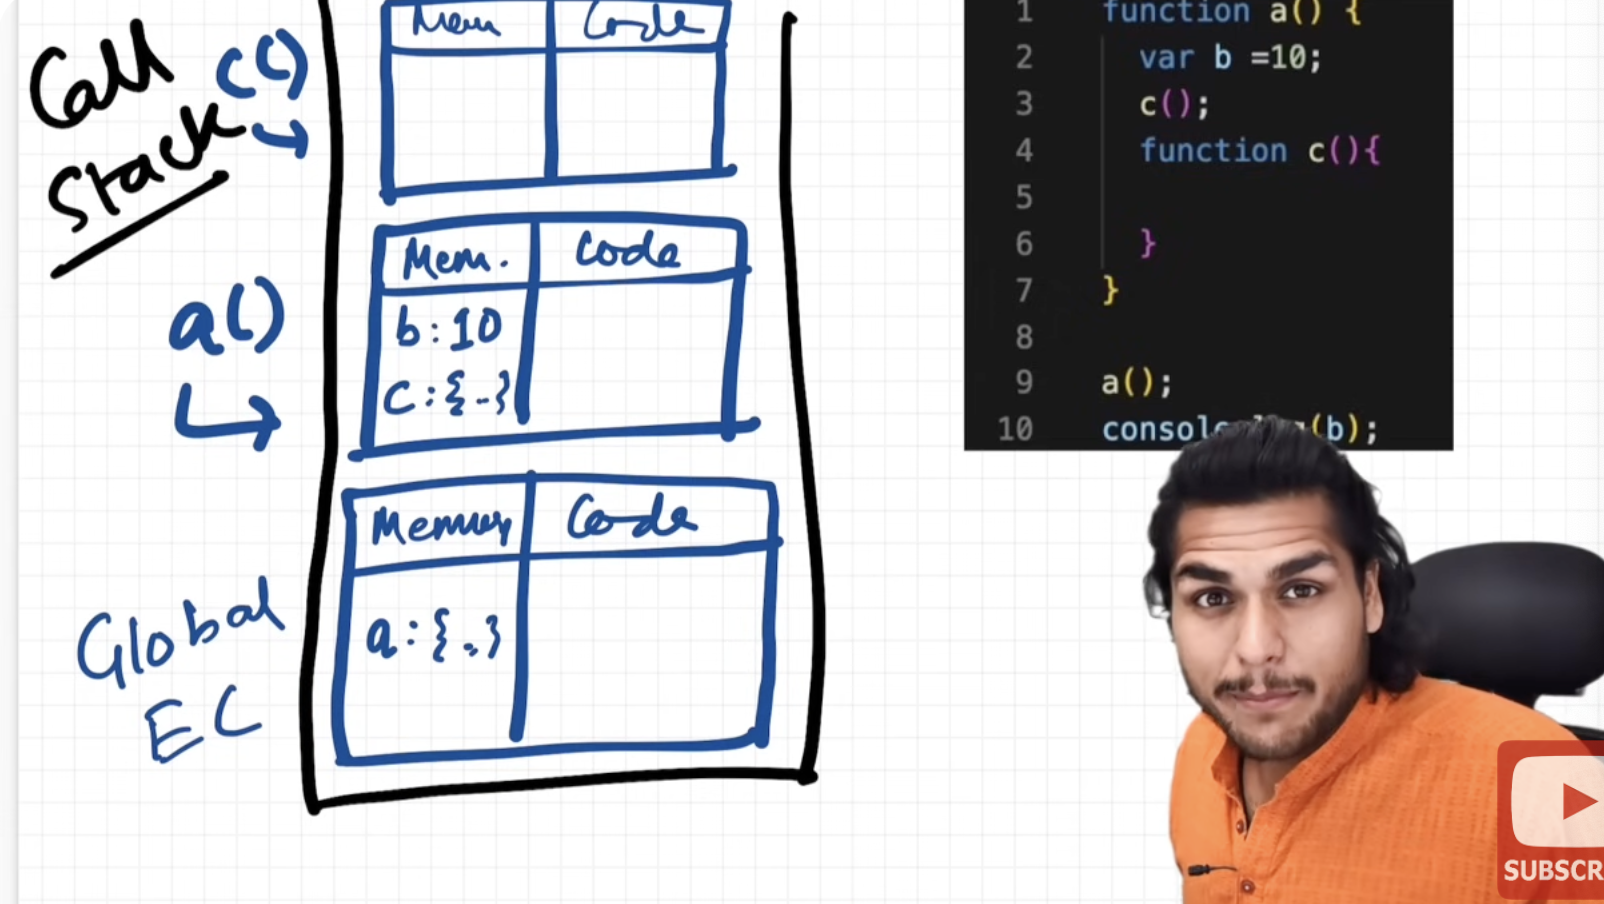 Call
Stack
c()
Mem
Code
a()
Mem.
Code
b:10
c:{..}
Global
EC
Memory
Code
a:{..}
1 function a() {
2 var b =10;
3 c();
4 function c(){
5
6 }
7 }
8
9 a();
10 consol (b);
SUBSCR